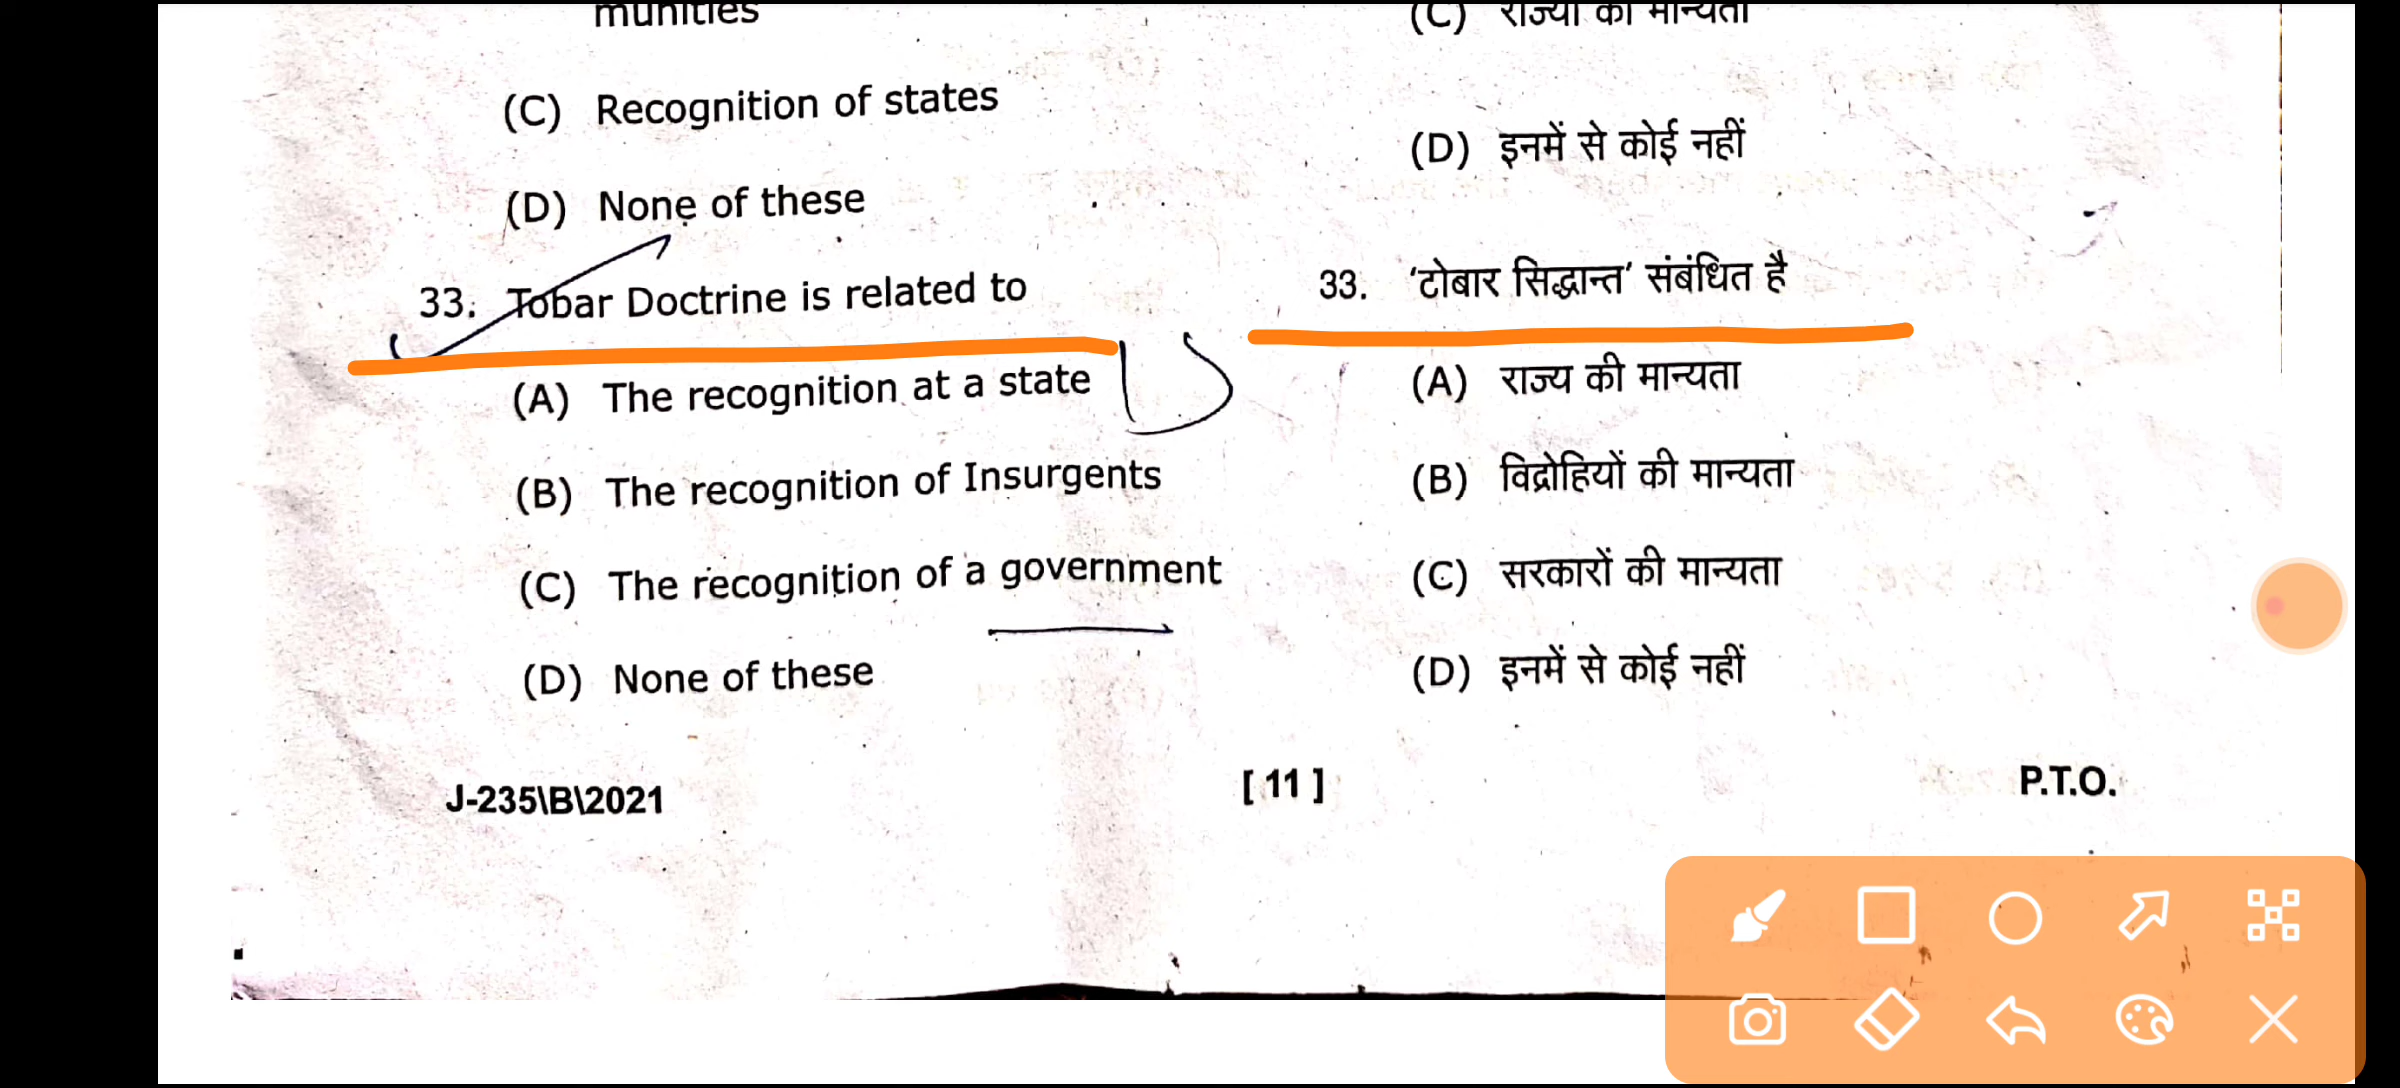 munities
(C) Recognition of states
(D) None of these
33. Tobar Doctrine is related to
(A) The recognition at a state
(B) The recognition of Insurgents
(C) The recognition of a government
(D) None of these
(C) राज्यों की मान्यता
(D) इनमें से कोई नहीं
33. ‘टोबार सिद्धान्त’ संबंधित है
(A) राज्य की मान्यता
(B) विद्रोहियों की मान्यता
(C) सरकारों की मान्यता
(D) इनमें से कोई नहीं
J-235\B\2021
[ 11 ]
P.T.O.